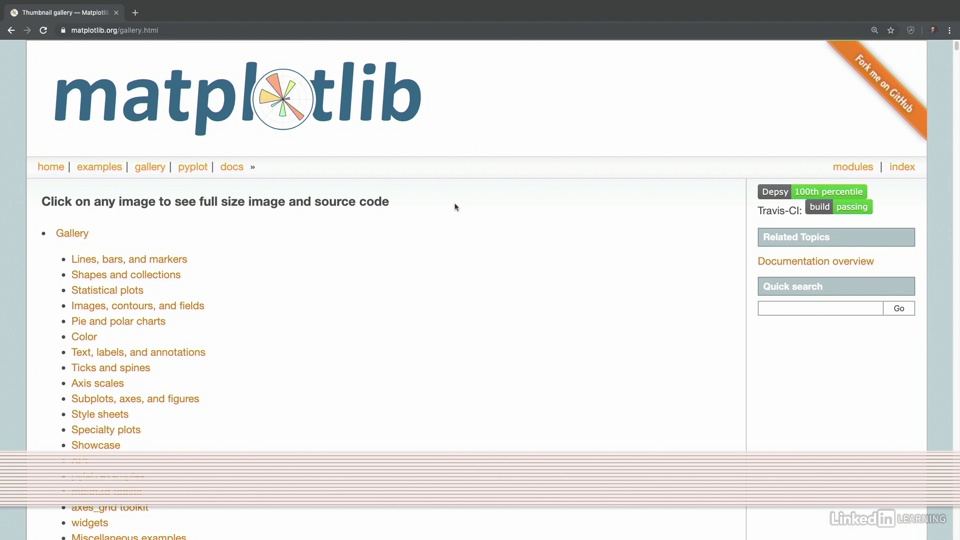 Thumbnail gallery — Matplotli
matplotlib.org/gallery.html
matplotlib
Fork me on GitHub
home | examples | gallery | pyplot | docs »
modules | index
Click on any image to see full size image and source code
Gallery
Lines, bars, and markers
Shapes and collections
Statistical plots
Images, contours, and fields
Pie and polar charts
Color
Text, labels, and annotations
Ticks and spines
Axis scales
Subplots, axes, and figures
Style sheets
Specialty plots
Showcase
axes_grid toolkit
widgets
Miscellaneous examples
Depsy 100th percentile
Travis-CI: build passing
Related Topics
Documentation overview
Quick search
Go
LinkedIn LEARNING